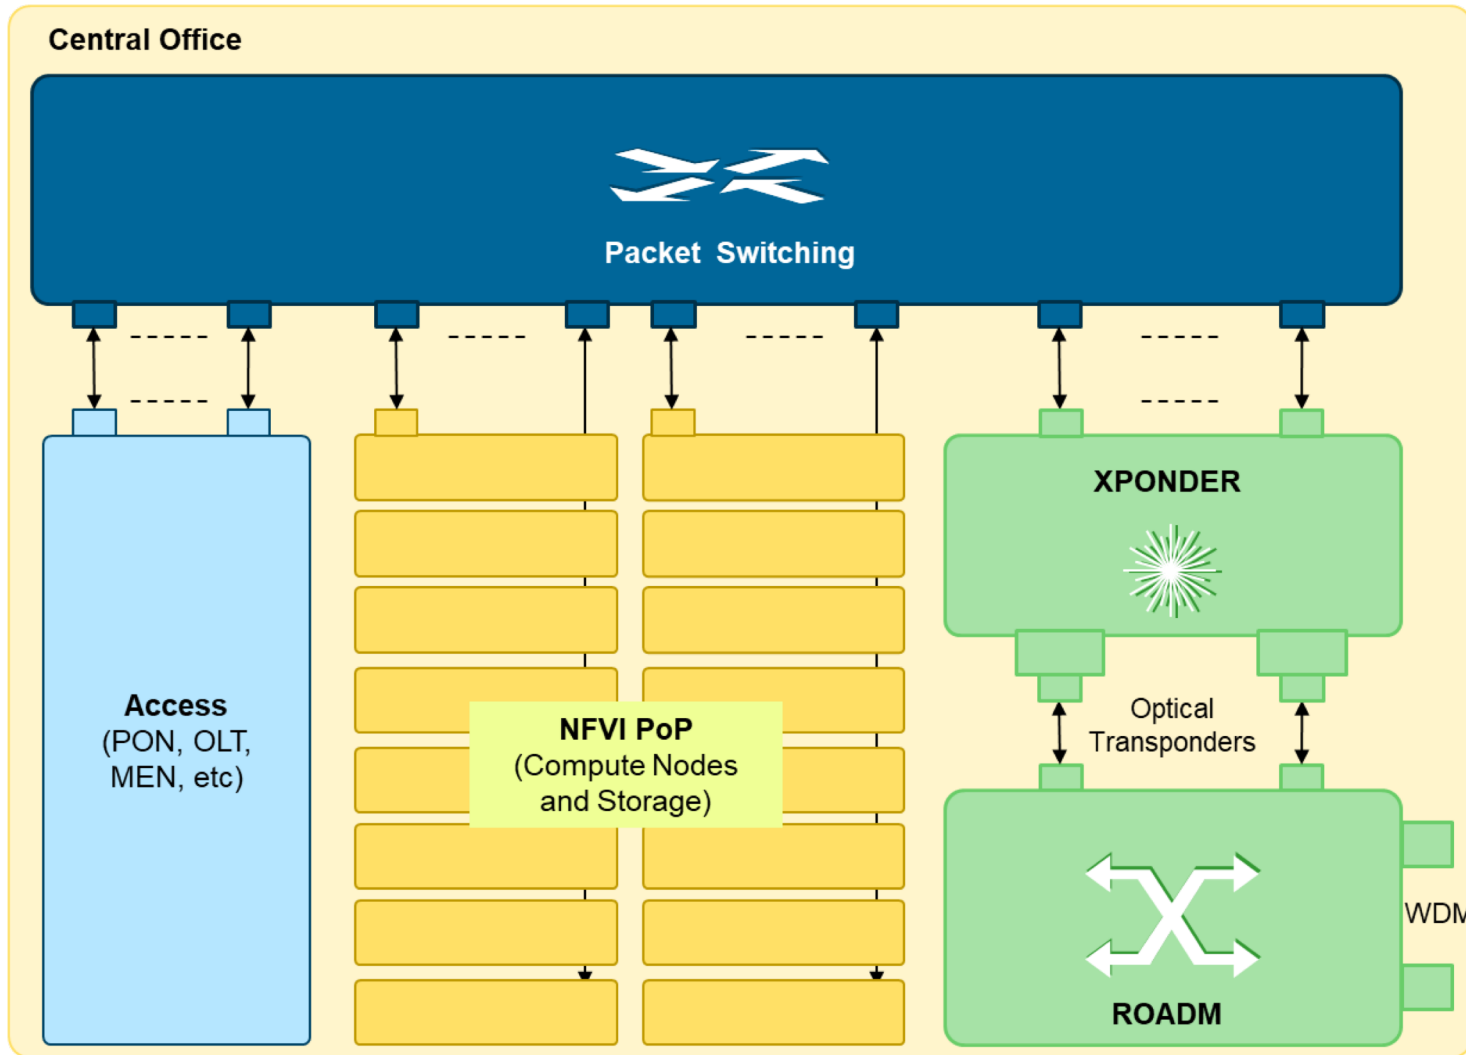 Central Office
Packet Switching
XPONDER
Access
(PON, OLT,
MEN, etc)
NFVI PoP
(Compute Nodes
and Storage)
Optical
Transponders
WDM
ROADM